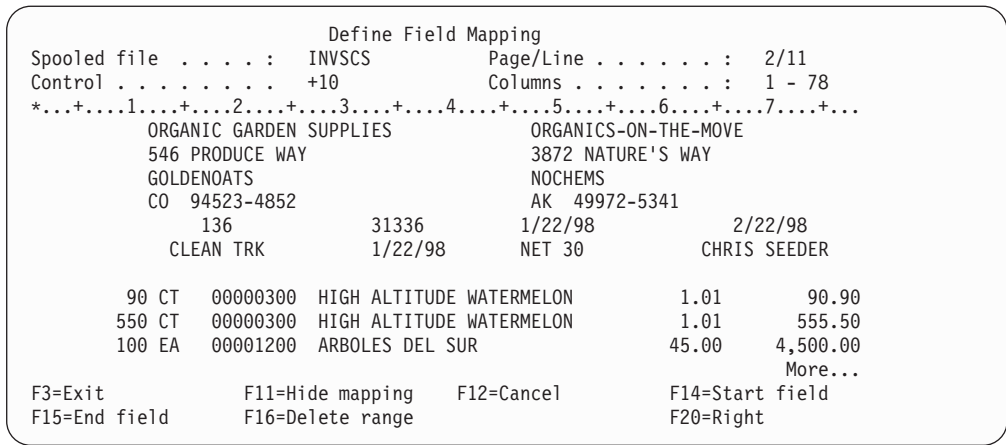 Define Field Mapping
Spooled file . . . . : INVSCS Page/Line . . . . . . : 2/11
Control . . . . . . . . +10 Columns . . . . . . . : 1 - 78
*...+....1....+....2....+....3....+....4....+....5....+....6....+....7....+...
ORGANIC GARDEN SUPPLIES ORGANICS-ON-THE-MOVE
546 PRODUCE WAY 3872 NATURE'S WAY
GOLDENOATS NOCHEMS
CO 94523-4852 AK 49972-5341
136 31336 1/22/98 2/22/98
CLEAN TRK 1/22/98 NET 30 CHRIS SEEDER
90 CT 00000300 HIGH ALTITUDE WATERMELON 1.01 90.90
550 CT 00000300 HIGH ALTITUDE WATERMELON 1.01 555.50
100 EA 00001200 ARBOLES DEL SUR 45.00 4,500.00
More...
F3=Exit F11=Hide mapping F12=Cancel F14=Start field
F15=End field F16=Delete range F20=Right